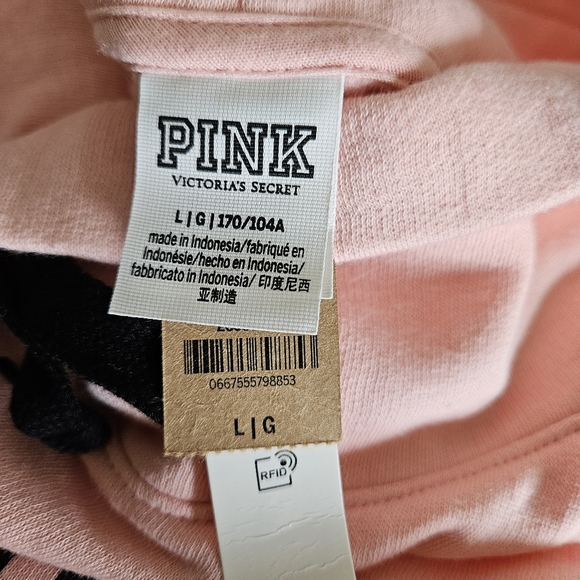 PINK
VICTORIA'S SECRET
L | G | 170/104A
made in Indonesia/fabriqué en
Indonésie/hecho en Indonesia/
fabbricato in Indonesia/ 印度尼西
亚制造
0667555798853
L | G
RFID